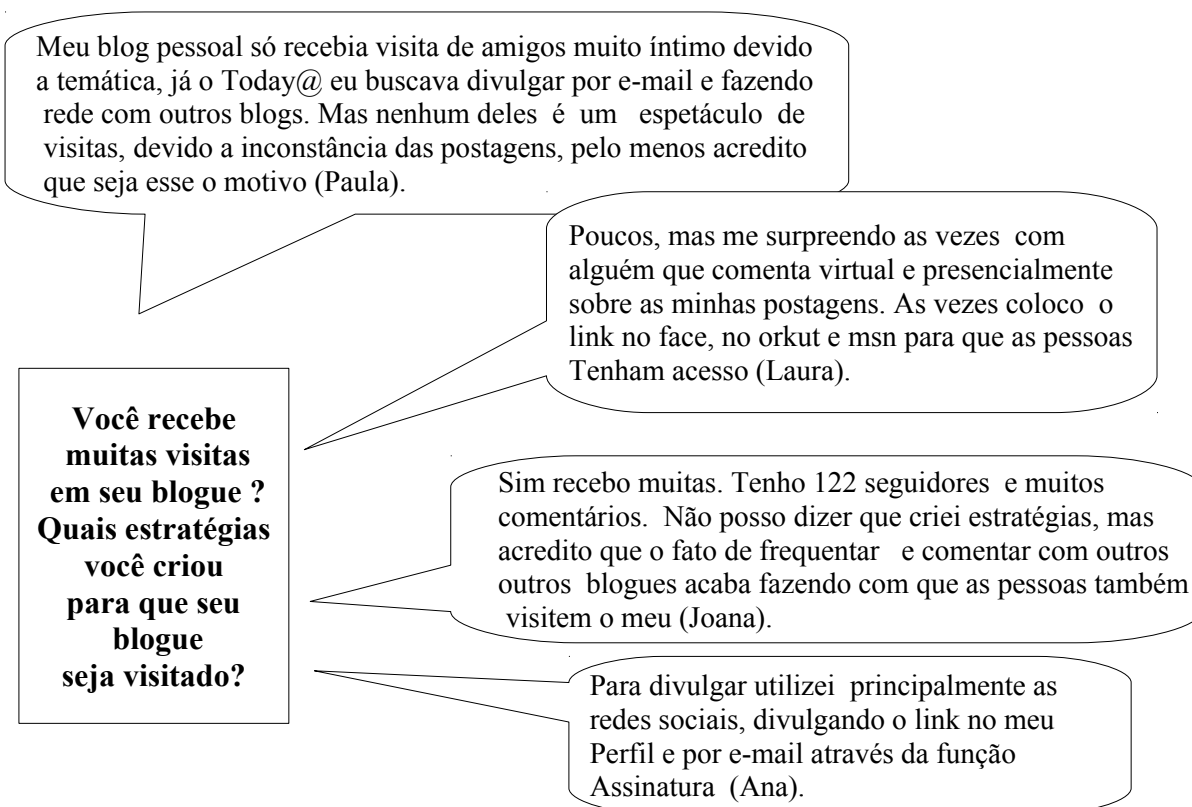 Meu blog pessoal só recebia visita de amigos muito íntimo devido
a temática, já o Today@ eu buscava divulgar por e-mail e fazendo
rede com outros blogs. Mas nenhum deles é um espetáculo de
visitas, devido a inconstância das postagens, pelo menos acredito
que seja esse o motivo (Paula).
Poucos, mas me surpreendo as vezes com
alguém que comenta virtual e presencialmente
sobre as minhas postagens. As vezes coloco o
link no face, no orkut e msn para que as pessoas
Tenham acesso (Laura).
Você recebe
muitas visitas
em seu blogue ?
Quais estratégias
você criou
para que seu
blogue
seja visitado?
Sim recebo muitas. Tenho 122 seguidores e muitos
comentários. Não posso dizer que criei estratégias, mas
acredito que o fato de frequentar e comentar com outros
outros blogues acaba fazendo com que as pessoas também
visitem o meu (Joana).
Para divulgar utilizei principalmente as
redes sociais, divulgando o link no meu
Perfil e por e-mail através da função
Assinatura (Ana).